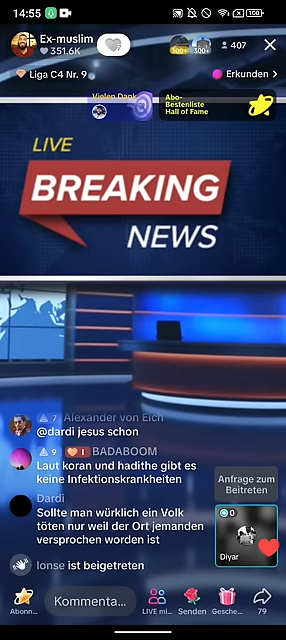 14:55
100
Ex-muslim
351.6K
300+
300+
407
Liga C4 Nr. 9
Erkunden >
Vielen Dank
Abo-
Bestenliste
Hall of Fame
LIVE
BREAKING
NEWS
7 Alexander von Eich
@dardi jesus schon
9 1 BADABOOM
Laut koran und hadithe gibt es
keine Infektionskrankheiten
Dardi
Sollte man würklich ein Volk
töten nur weil der Ort jemanden
versprochen worden ist
Anfrage zum
Beitreten
0
Diyar
lonse ist beigetreten
Abonn...
Kommenta...
LIVE mi...
Senden
Gesche...
79